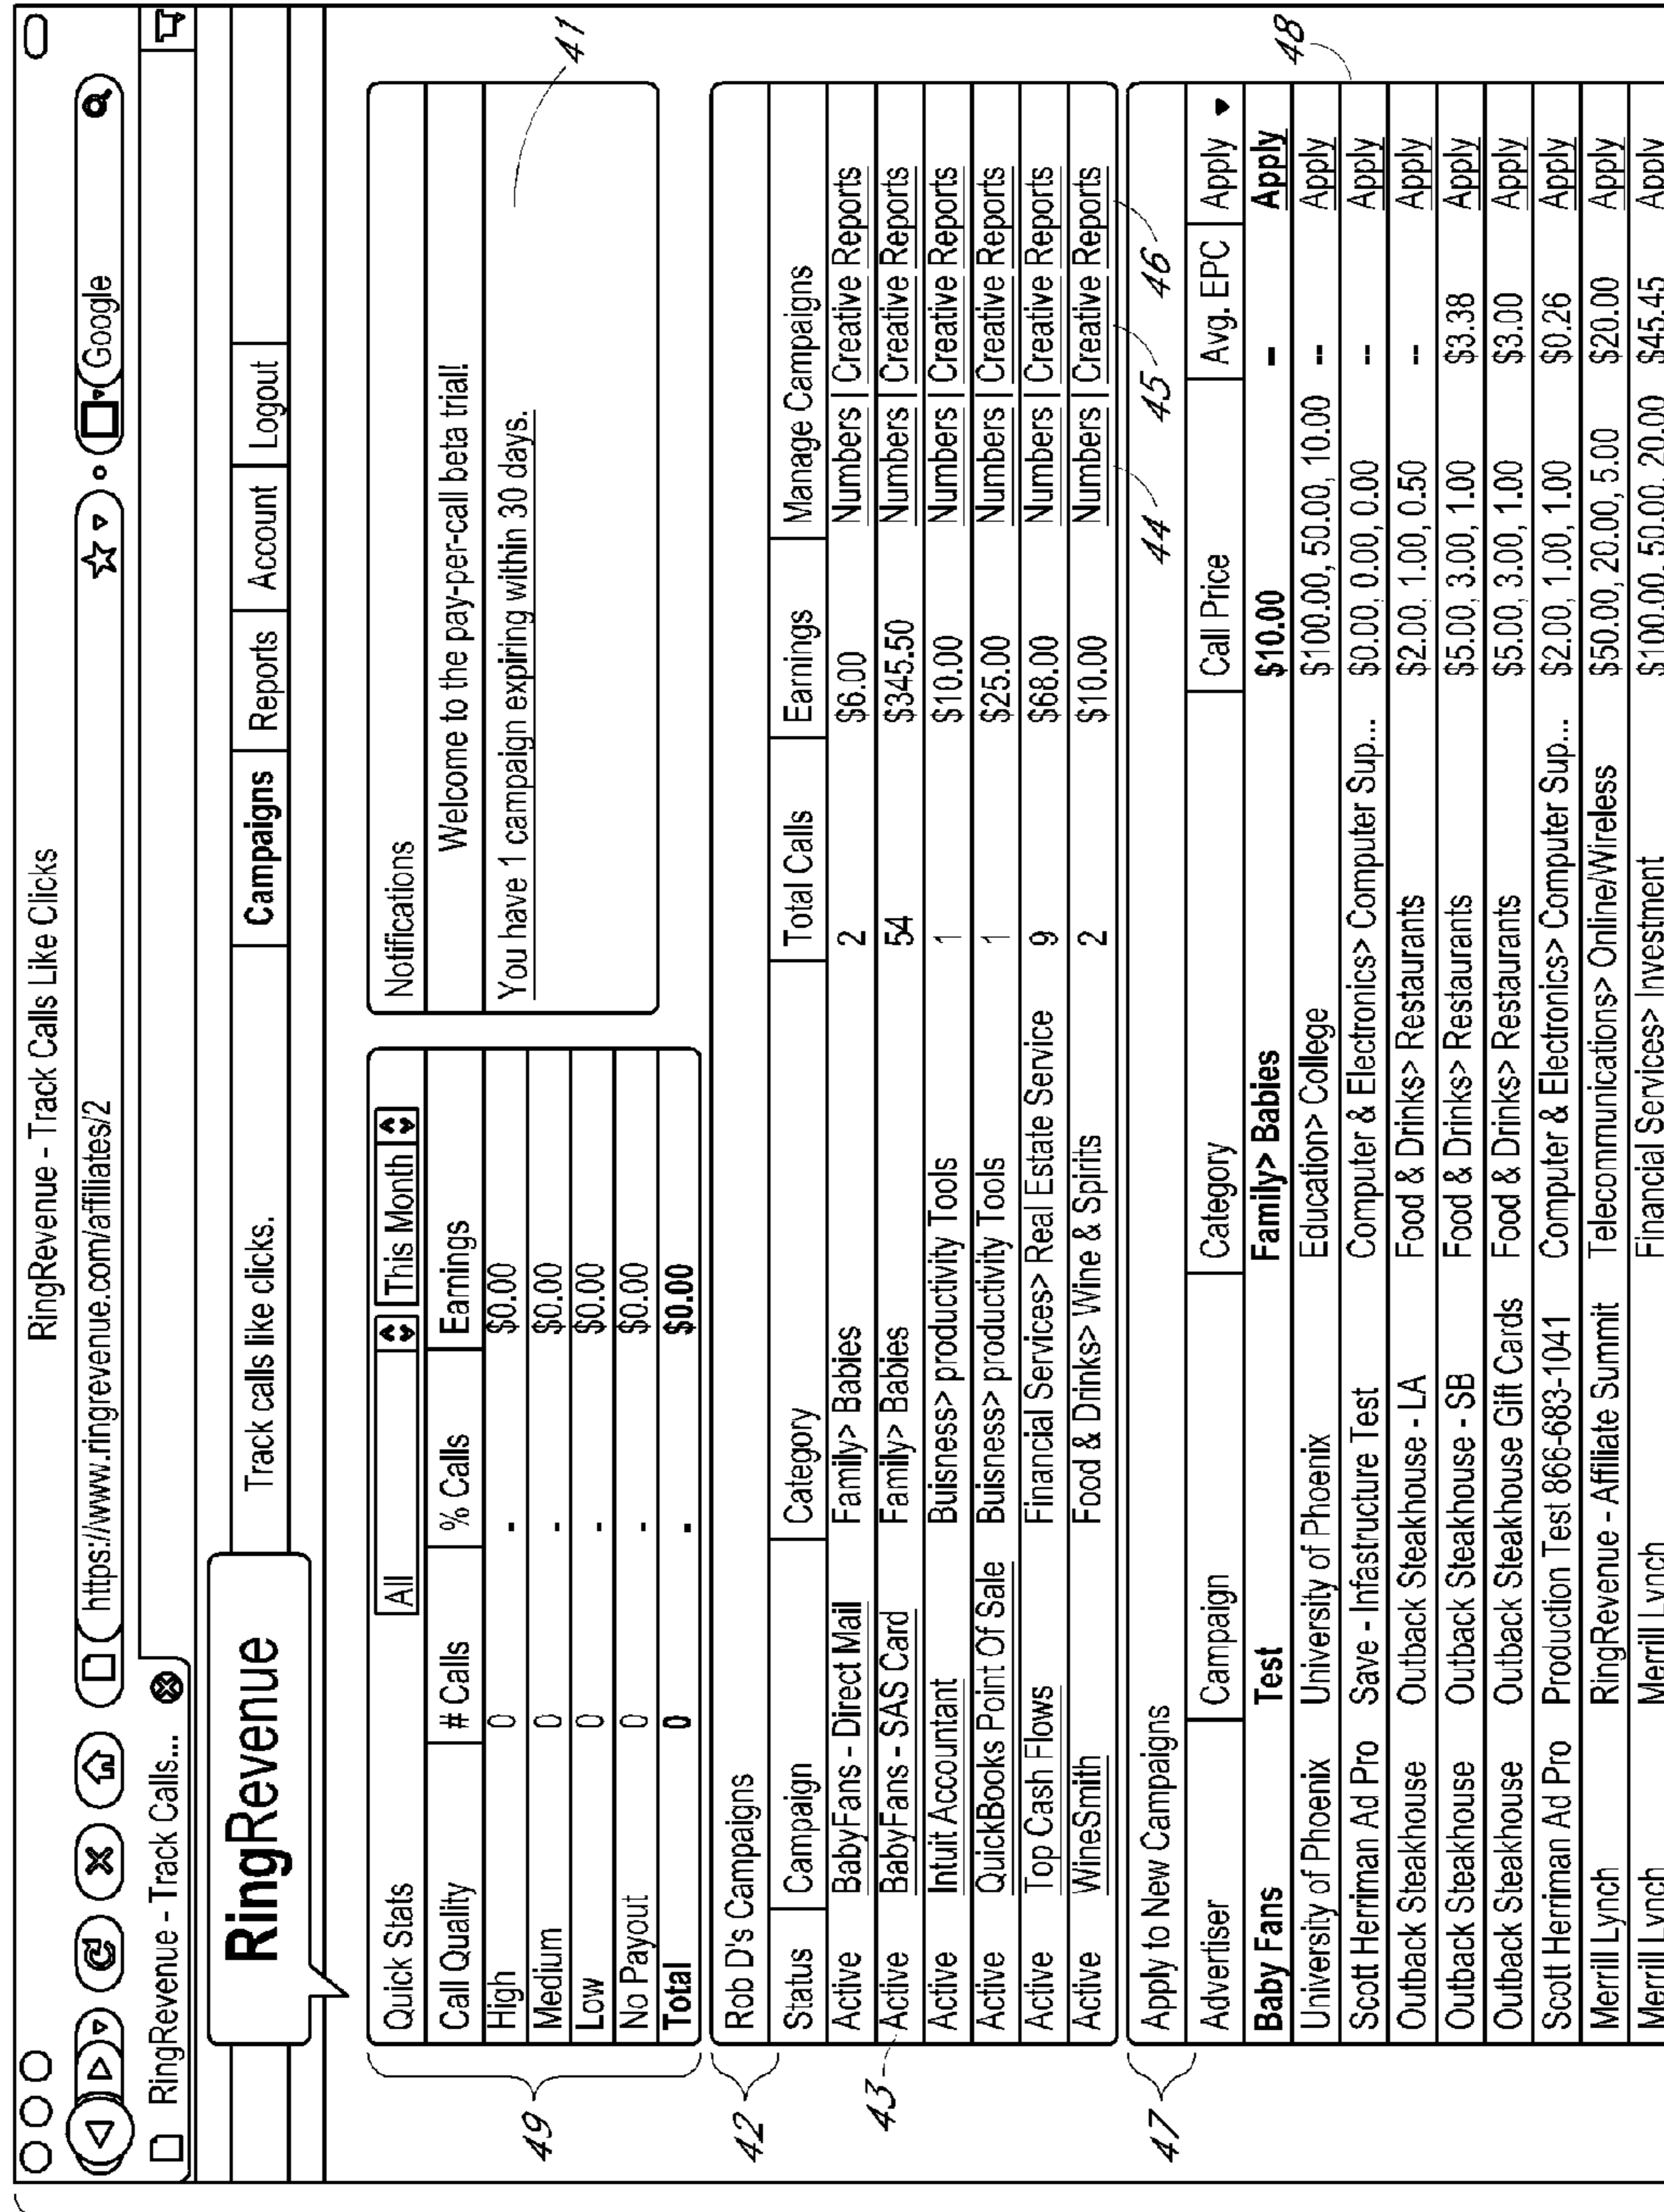 RingRevenue - Track Calls Like Clicks
https://www.ringrevenue.com/affiliates/2
Google
RingRevenue - Track Calls...
RingRevenue
Track calls like clicks.
Campaigns Reports Account Logout
Quick Stats All This Month
Call Quality # Calls % Calls Earnings
High 0 - $0.00
Medium 0 - $0.00
Low 0 - $0.00
No Payout 0 - $0.00
Total 0 - $0.00
49
Notifications
Welcome to the pay-per-call beta trial!
You have 1 campaign expiring within 30 days.
41
42
Rob D's Campaigns
Status Campaign Category Total Calls Earnings Manage Campaigns
Active BabyFans - Direct Mail Family> Babies 2 $6.00 Numbers | Creative Reports
Active BabyFans - SAS Card Family> Babies 54 $345.50 Numbers | Creative Reports
Active Intuit Accountant Buisness> productivity Tools 1 $10.00 Numbers | Creative Reports
Active QuickBooks Point Of Sale Buisness> productivity Tools 1 $25.00 Numbers | Creative Reports
Active Top Cash Flows Financial Services> Real Estate Service 9 $68.00 Numbers | Creative Reports
Active WineSmith Food & Drinks> Wine & Spirits 2 $10.00 Numbers | Creative Reports
43
44 45 46
47
Apply to New Campaigns
48
Advertiser Campaign Category Call Price Avg. EPC Apply
Baby Fans Test Family> Babies $10.00 -- Apply
University of Phoenix University of Phoenix Education> College $100.00, 50.00, 10.00 -- Apply
Scott Herriman Ad Pro Save - Infastructure Test Computer & Electronics> Computer Sup... $0.00, 0.00, 0.00 -- Apply
Outback Steakhouse Outback Steakhouse - LA Food & Drinks> Restaurants $2.00, 1.00, 0.50 -- Apply
Outback Steakhouse Outback Steakhouse - SB Food & Drinks> Restaurants $5.00, 3.00, 1.00 $3.38 Apply
Outback Steakhouse Outback Steakhouse Gift Cards Food & Drinks> Restaurants $5.00, 3.00, 1.00 $3.00 Apply
Scott Herriman Ad Pro Production Test 866-683-1041 Computer & Electronics> Computer Sup... $2.00, 1.00, 1.00 $0.26 Apply
Merrill Lynch RingRevenue - Affiliate Summit Telecommunications> Online/Wireless $50.00, 20.00, 5.00 $20.00 Apply
Merrill Lynch Merrill Lynch Financial Services> Investment $100.00, 50.00, 20.00 $45.45 Apply